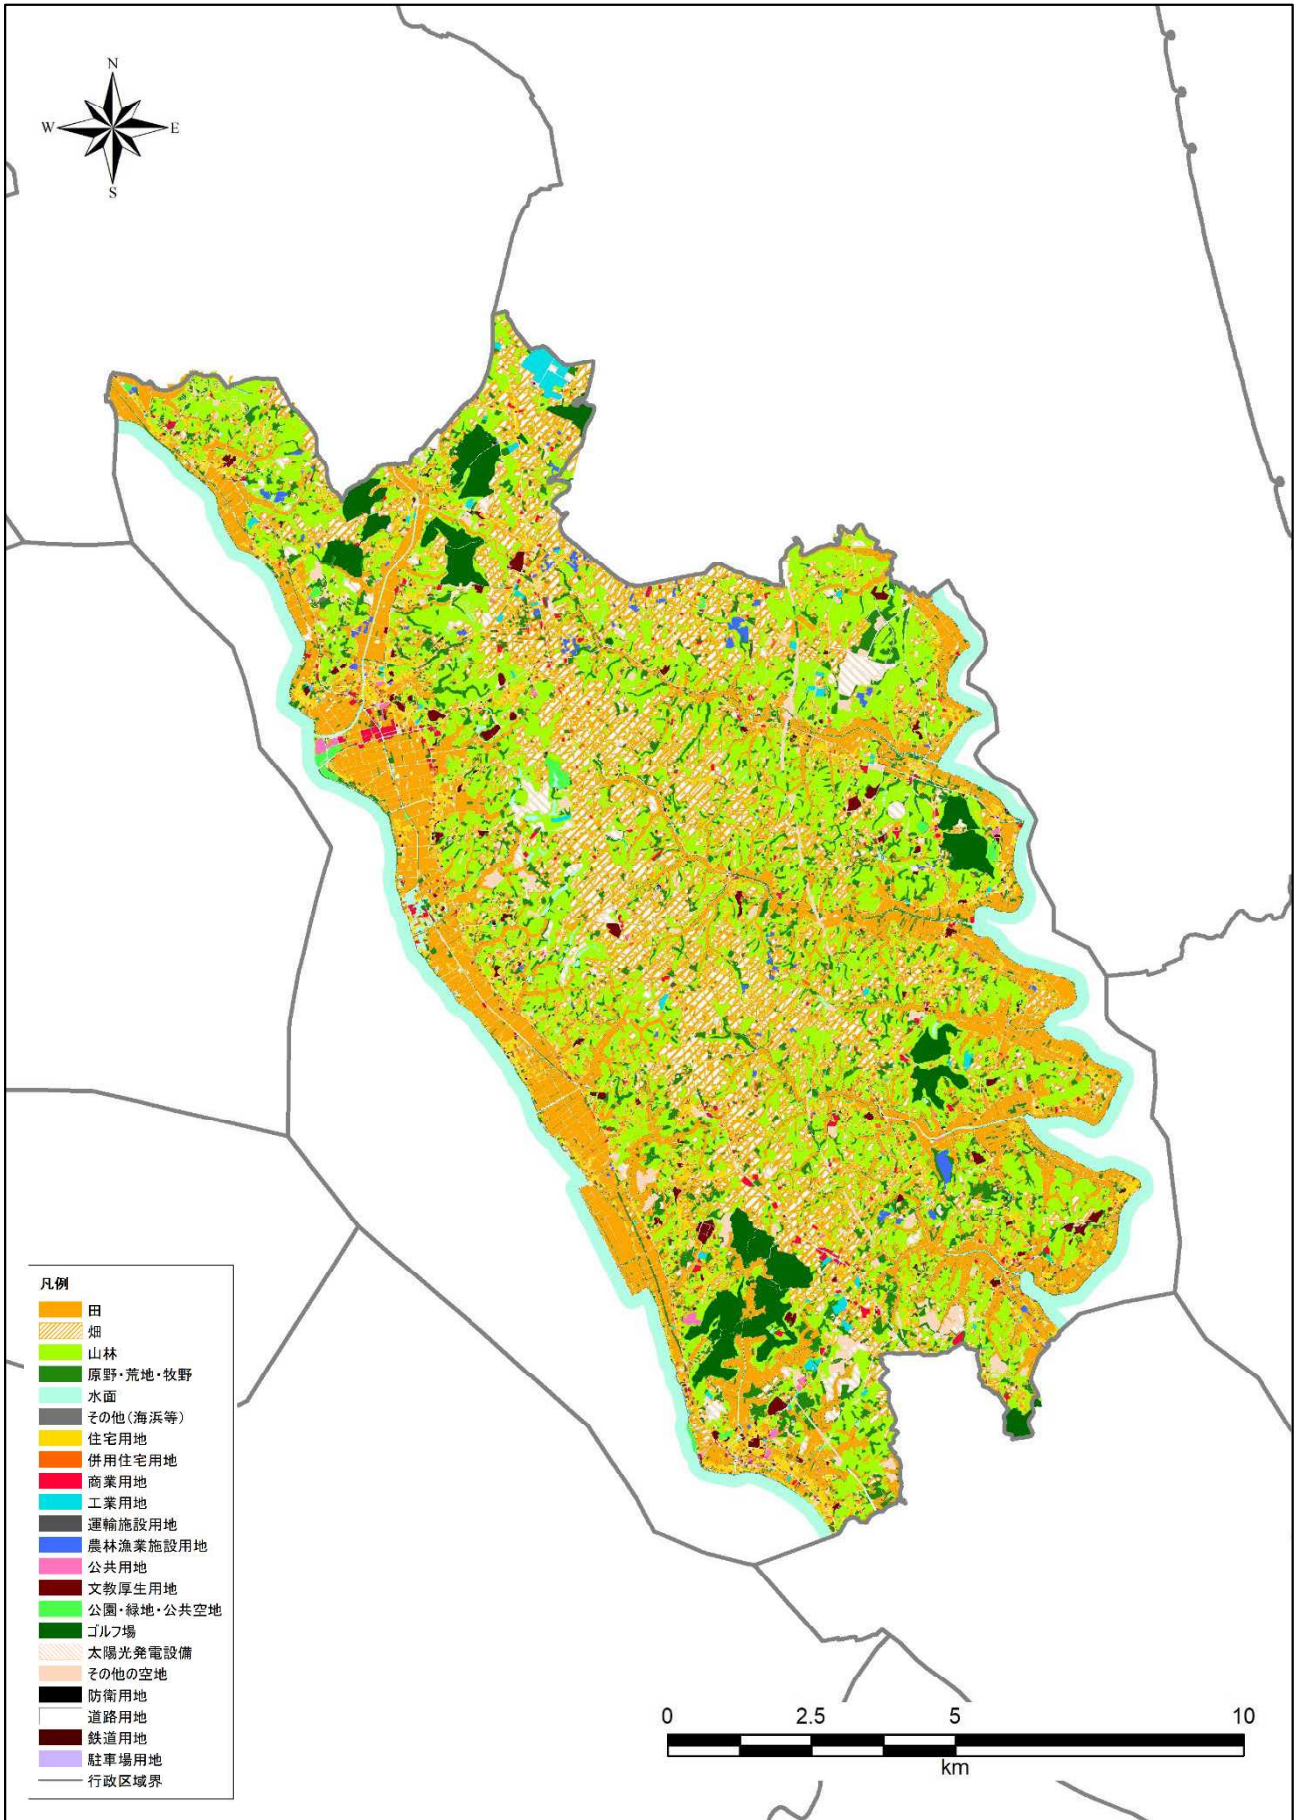 N
W E
S
凡例
田
畑
山林
原野・荒地・牧野
水面
その他（海浜等）
住宅用地
併用住宅用地
商業用地
工業用地
運輸施設用地
農林漁業施設用地
公共用地
文教厚生用地
公園・緑地・公共空地
ゴルフ場
太陽光発電設備
その他の空地
防衛用地
道路用地
鉄道用地
駐車場用地
行政区域界
0 2.5 5 10
km